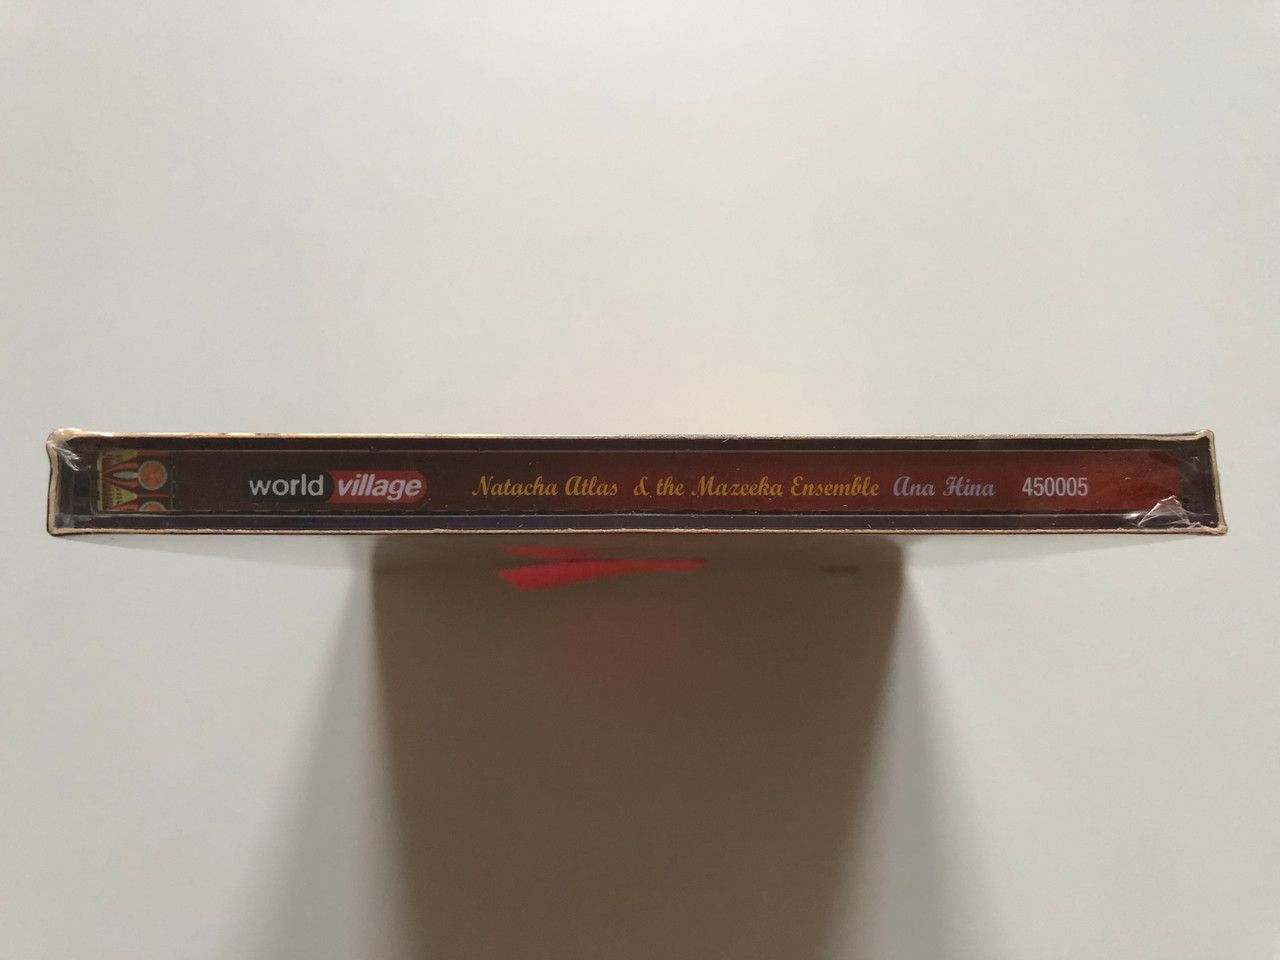 world village Natacha Atlas & the Mazeeka Ensemble Ana Hina 450005